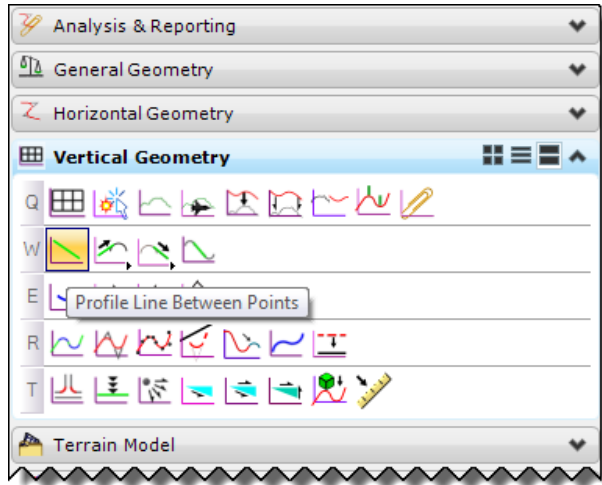 Analysis & Reporting
General Geometry
Horizontal Geometry
Vertical Geometry
Q
W
E
Profile Line Between Points
R
T
Terrain Model